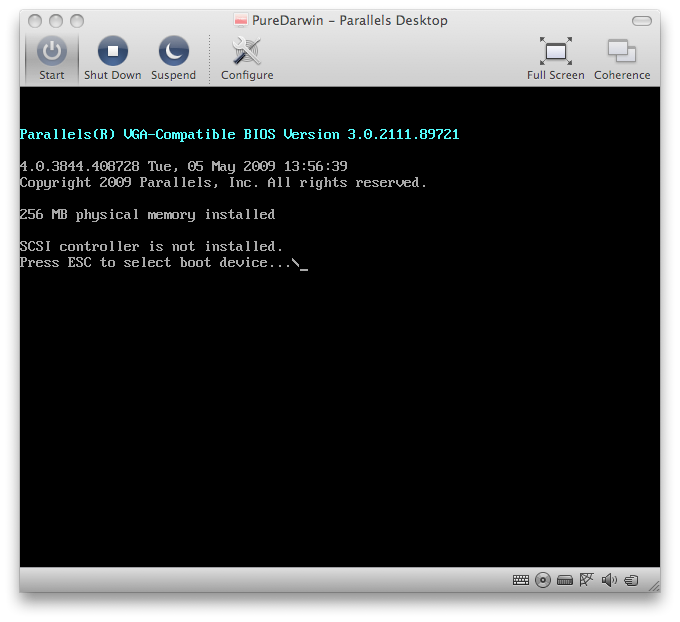 PureDarwin – Parallels Desktop
Start Shut Down Suspend Configure Full Screen Coherence
Parallels(R) VGA-Compatible BIOS Version 3.0.2111.89721
4.0.3844.408728 Tue, 05 May 2009 13:56:39
Copyright 2009 Parallels, Inc. All rights reserved.
256 MB physical memory installed
SCSI controller is not installed.
Press ESC to select boot device...\_